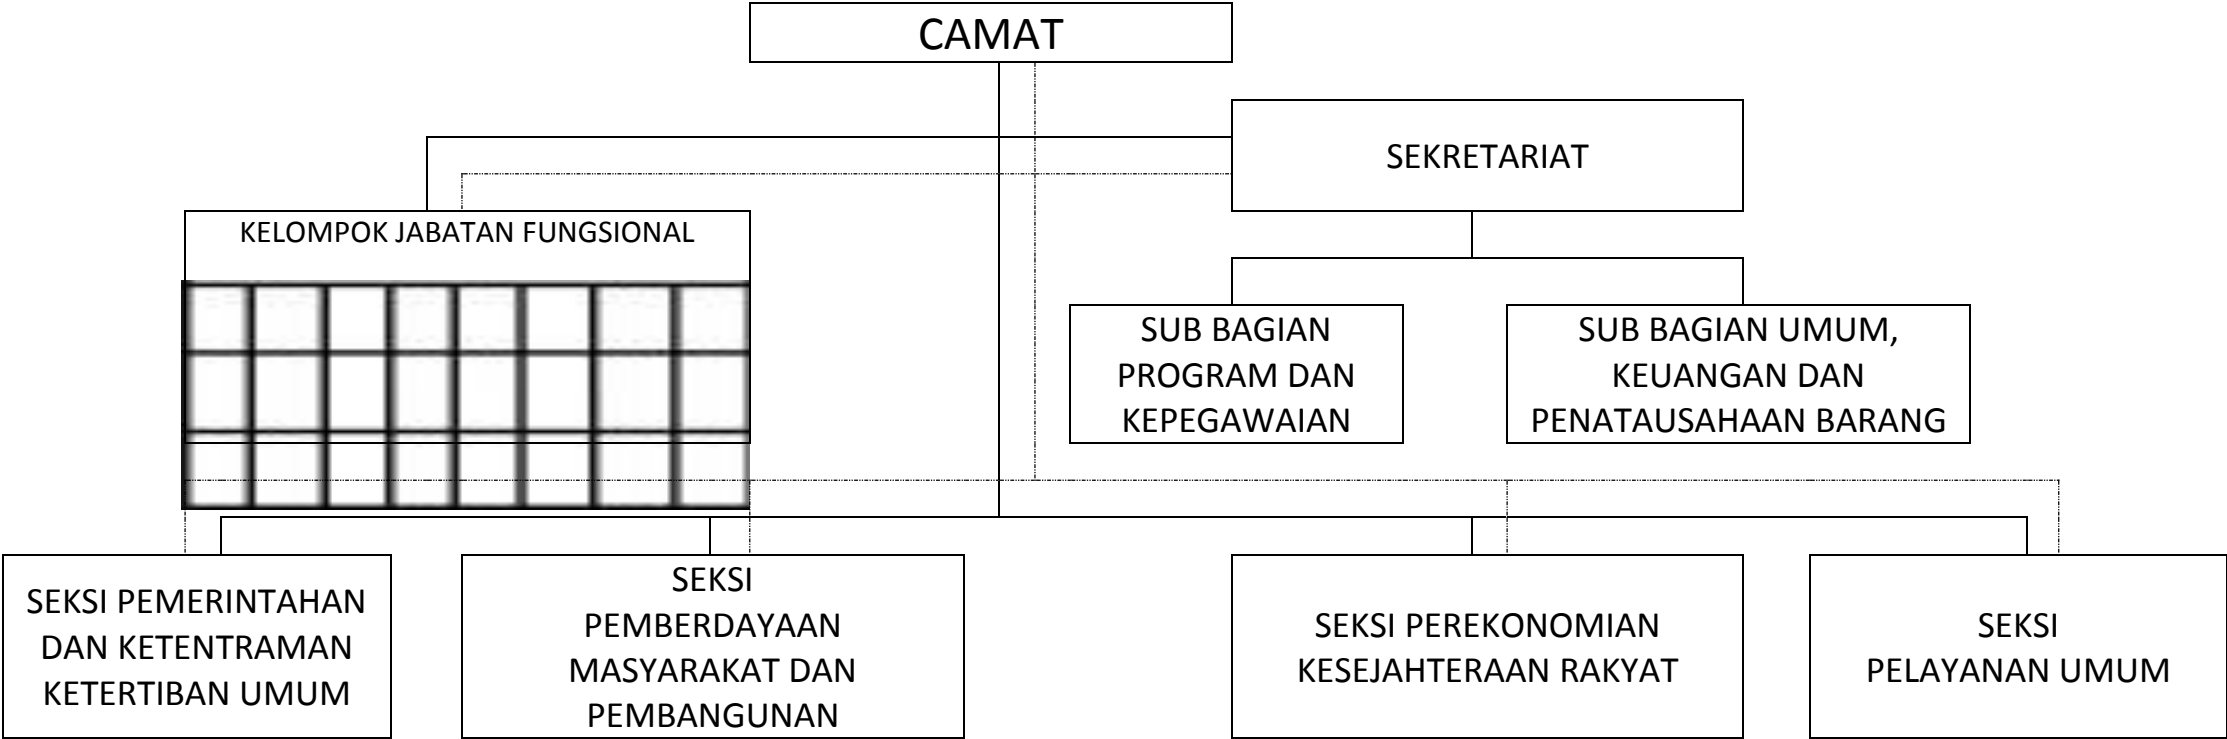 CAMAT
SEKRETARIAT
KELOMPOK JABATAN FUNGSIONAL
SUB BAGIAN
PROGRAM DAN
KEPEGAWAIAN
SUB BAGIAN UMUM,
KEUANGAN DAN
PENATAUSAHAAN BARANG
SEKSI PEMERINTAHAN
DAN KETENTRAMAN
KETERTIBAN UMUM
SEKSI
PEMBERDAYAAN
MASYARAKAT DAN
PEMBANGUNAN
SEKSI PEREKONOMIAN
KESEJAHTERAAN RAKYAT
SEKSI
PELAYANAN UMUM